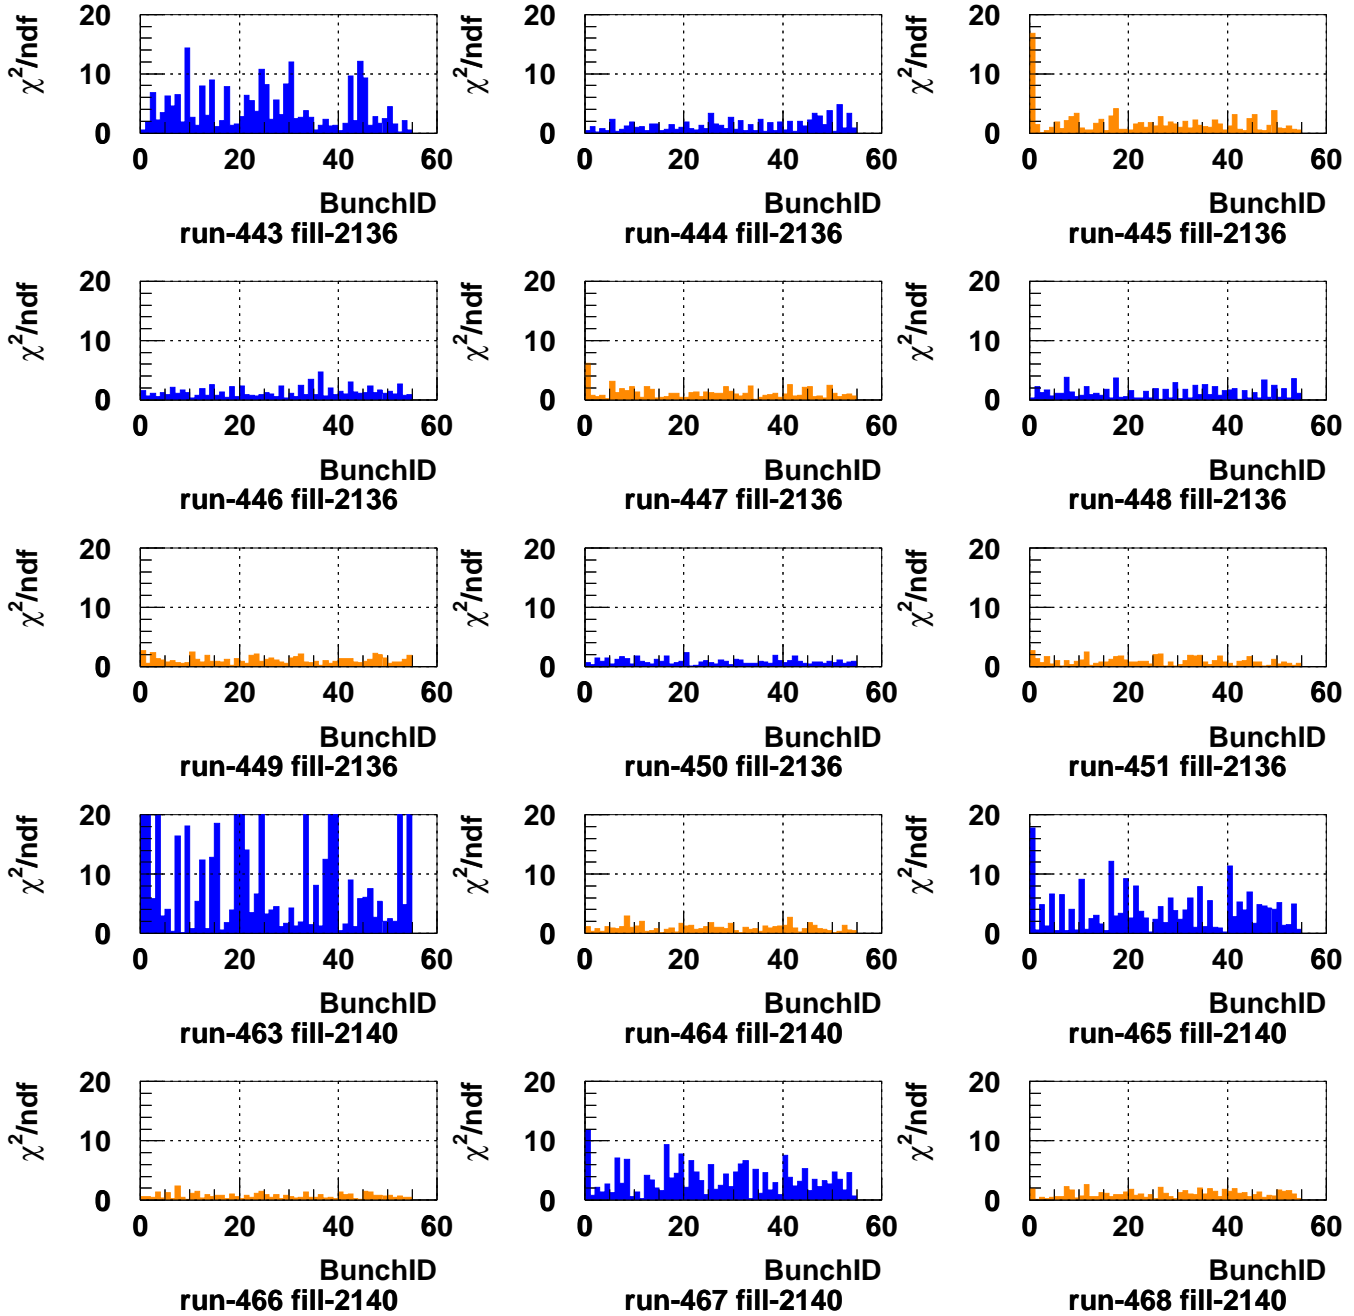 χ²/ndf 20 10 0 0 20 40 60 BunchID
χ²/ndf 20 10 0 0 20 40 60 BunchID
χ²/ndf 20 10 0 0 20 40 60 BunchID
run-443 fill-2136
run-444 fill-2136
run-445 fill-2136
χ²/ndf 20 10 0 0 20 40 60 BunchID
χ²/ndf 20 10 0 0 20 40 60 BunchID
χ²/ndf 20 10 0 0 20 40 60 BunchID
run-446 fill-2136
run-447 fill-2136
run-448 fill-2136
χ²/ndf 20 10 0 0 20 40 60 BunchID
χ²/ndf 20 10 0 0 20 40 60 BunchID
χ²/ndf 20 10 0 0 20 40 60 BunchID
run-449 fill-2136
run-450 fill-2136
run-451 fill-2136
χ²/ndf 20 10 0 0 20 40 60 BunchID
χ²/ndf 20 10 0 0 20 40 60 BunchID
χ²/ndf 20 10 0 0 20 40 60 BunchID
run-463 fill-2140
run-464 fill-2140
run-465 fill-2140
χ²/ndf 20 10 0 0 20 40 60 BunchID
χ²/ndf 20 10 0 0 20 40 60 BunchID
χ²/ndf 20 10 0 0 20 40 60 BunchID
run-466 fill-2140
run-467 fill-2140
run-468 fill-2140